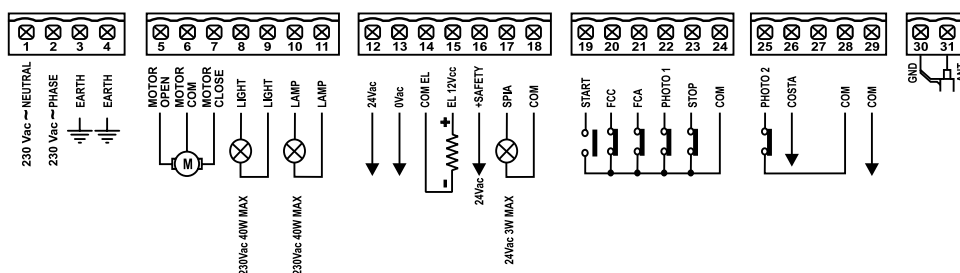 1 2 3 4
5 6 7 8 9 10 11
12 13 14 15 16 17 18
19 20 21 22 23 24
25 26 27 28 29
30 31
230 Vac ~ NEUTRAL
230 Vac ~ PHASE
EARTH
EARTH
MOTOR OPEN
MOTOR COM
MOTOR CLOSE
LIGHT
LIGHT
LAMP
LAMP
M
230Vac 40W MAX
230Vac 40W MAX
24Vac
0Vac
COM EL
EL 12Vcc
+SAFETY
SPIA
COM
+
-
24Vac
24Vac 3W MAX
START
FCC
FCA
PHOTO 1
STOP
COM
PHOTO 2
COSTA
COM
COM
GND
ANT